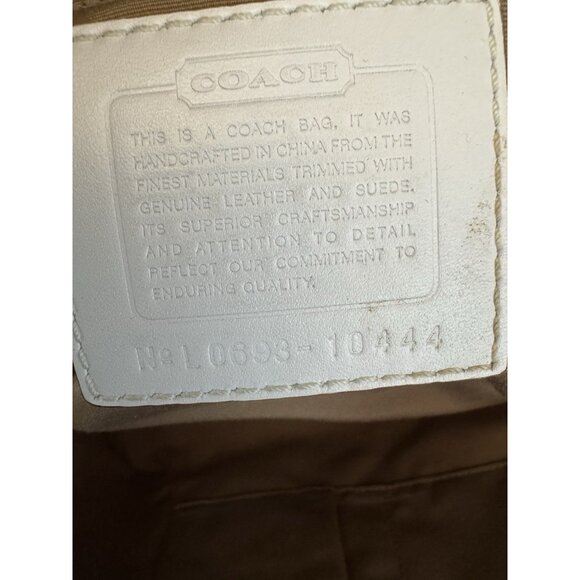 COACH
THIS IS A COACH BAG. IT WAS
HANDCRAFTED IN CHINA FROM THE
FINEST MATERIALS TRIMMED WITH
GENUINE LEATHER AND SUEDE.
ITS SUPERIOR CRAFTSMANSHIP
AND ATTENTION TO DETAIL
REFLECT OUR COMMITMENT TO
ENDURING QUALITY.
No L0693-10444